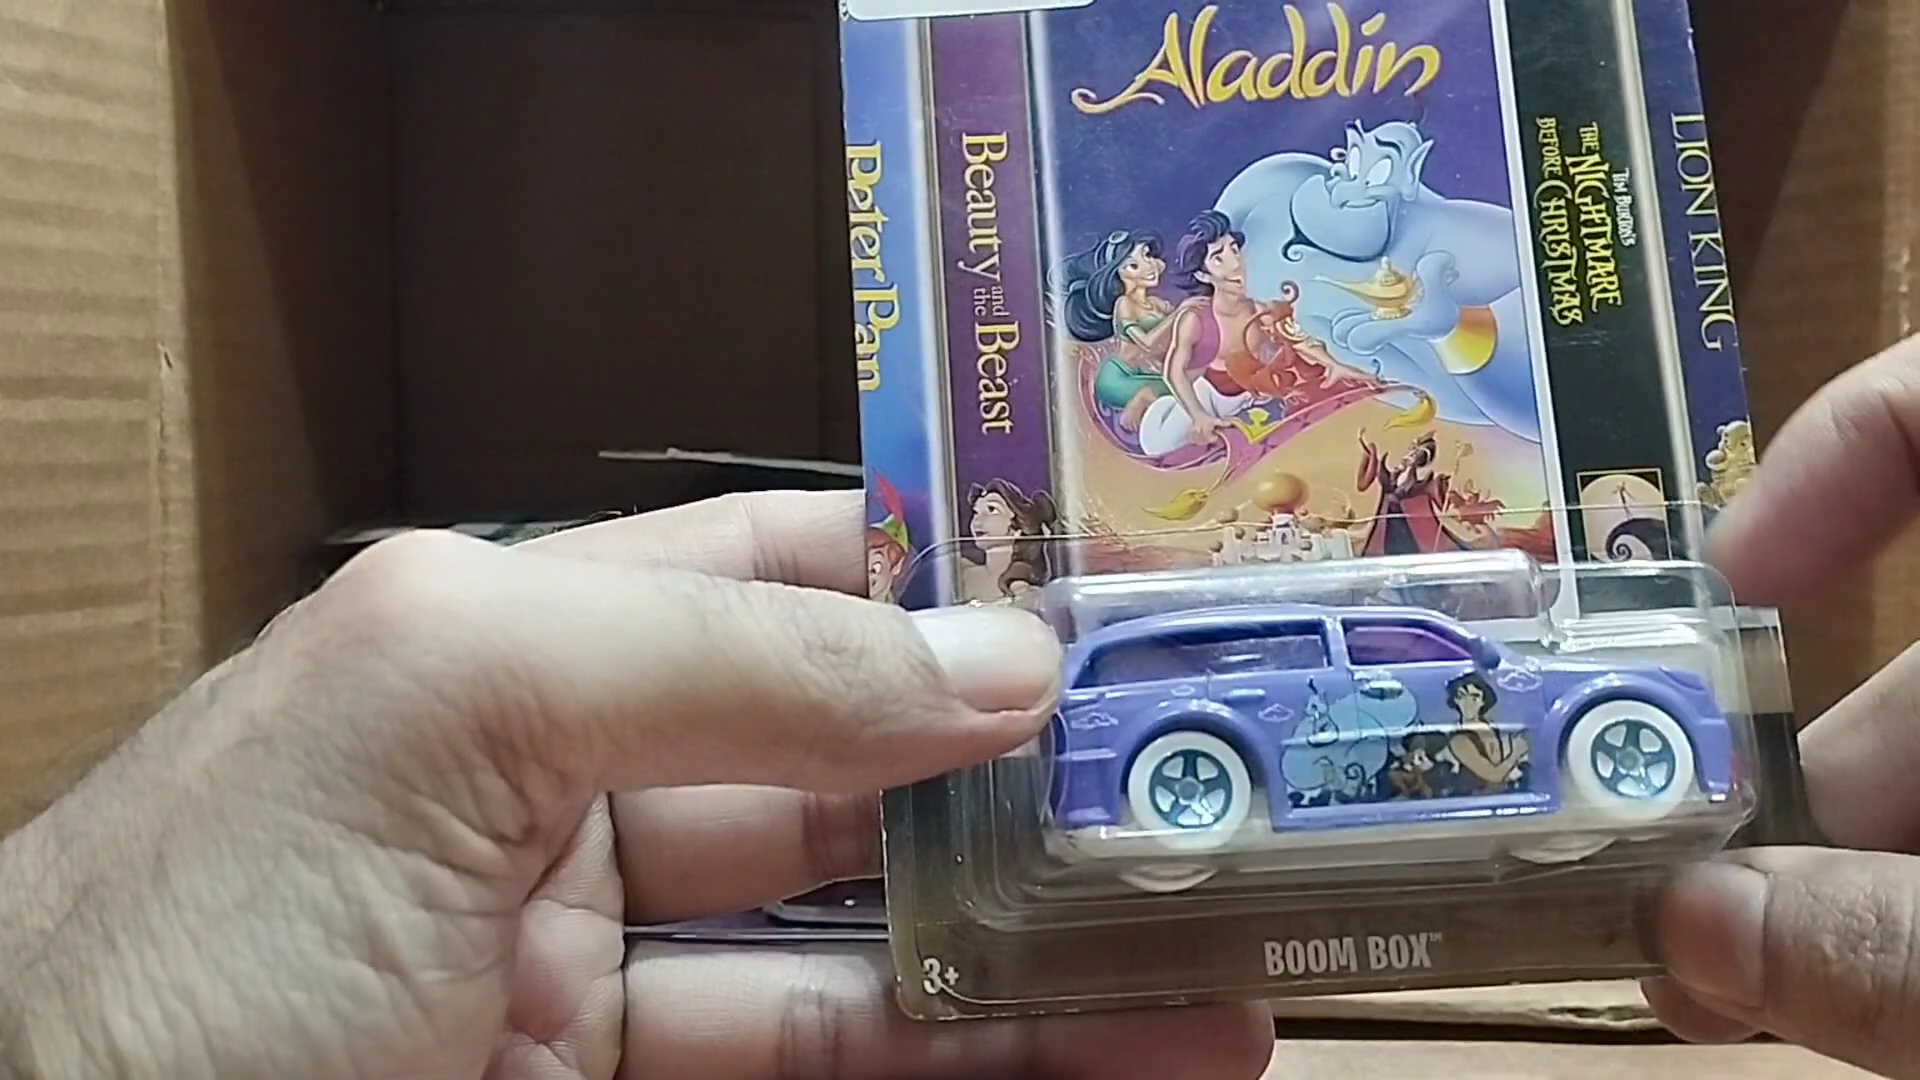 Peter Pan
Beauty and the Beast
Aladdin
TIM BURTON'S
THE NIGHTMARE
BEFORE CHRISTMAS
LION KING
3+
BOOM BOX™